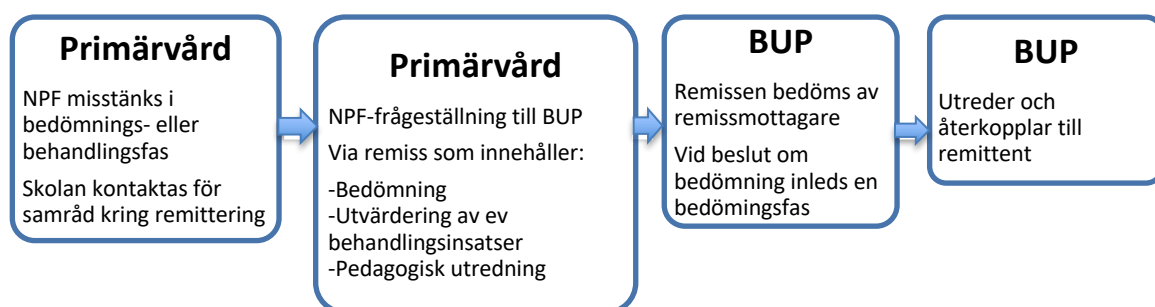 Primärvård
NPF misstänks i
bedömnings- eller
behandlingsfas
Skolan kontaktas för
samråd kring remittering
Primärvård
NPF-frågeställning till BUP
Via remiss som innehåller:
-Bedömning
-Utvärdering av ev
behandlingsinsatser
-Pedagogisk utredning
BUP
Remissen bedöms av
remissmottagare
Vid beslut om
bedömning inleds en
bedömingsfas
BUP
Utreder och
återkopplar till
remittent